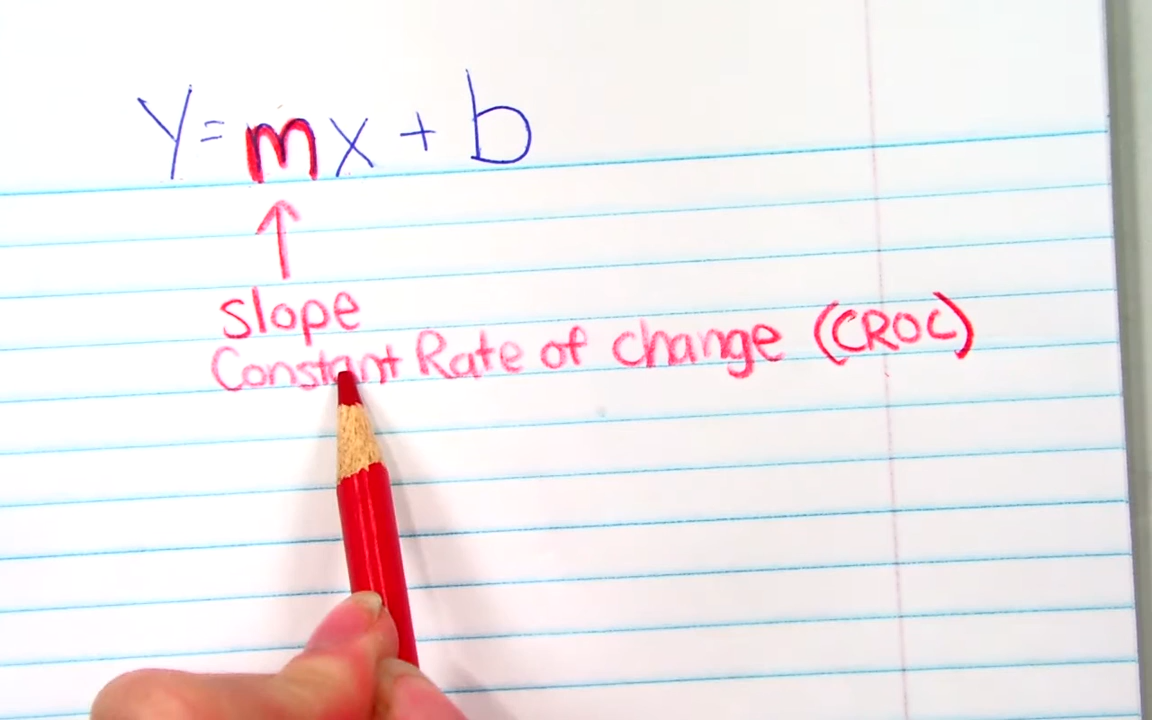 y = mx + b
slope
Constant Rate of change (CROC)